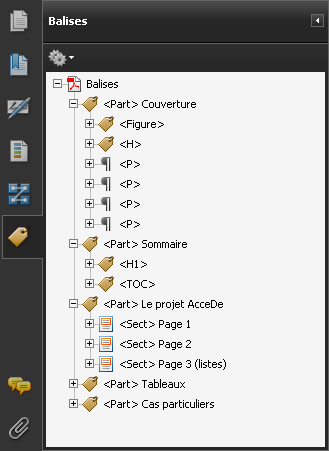 Balises
Balises
<Part> Couverture
<Figure>
<H>
<P>
<P>
<P>
<P>
<Part> Sommaire
<H1>
<TOC>
<Part> Le projet AcceDe
<Sect> Page 1
<Sect> Page 2
<Sect> Page 3 (listes)
<Part> Tableaux
<Part> Cas particuliers